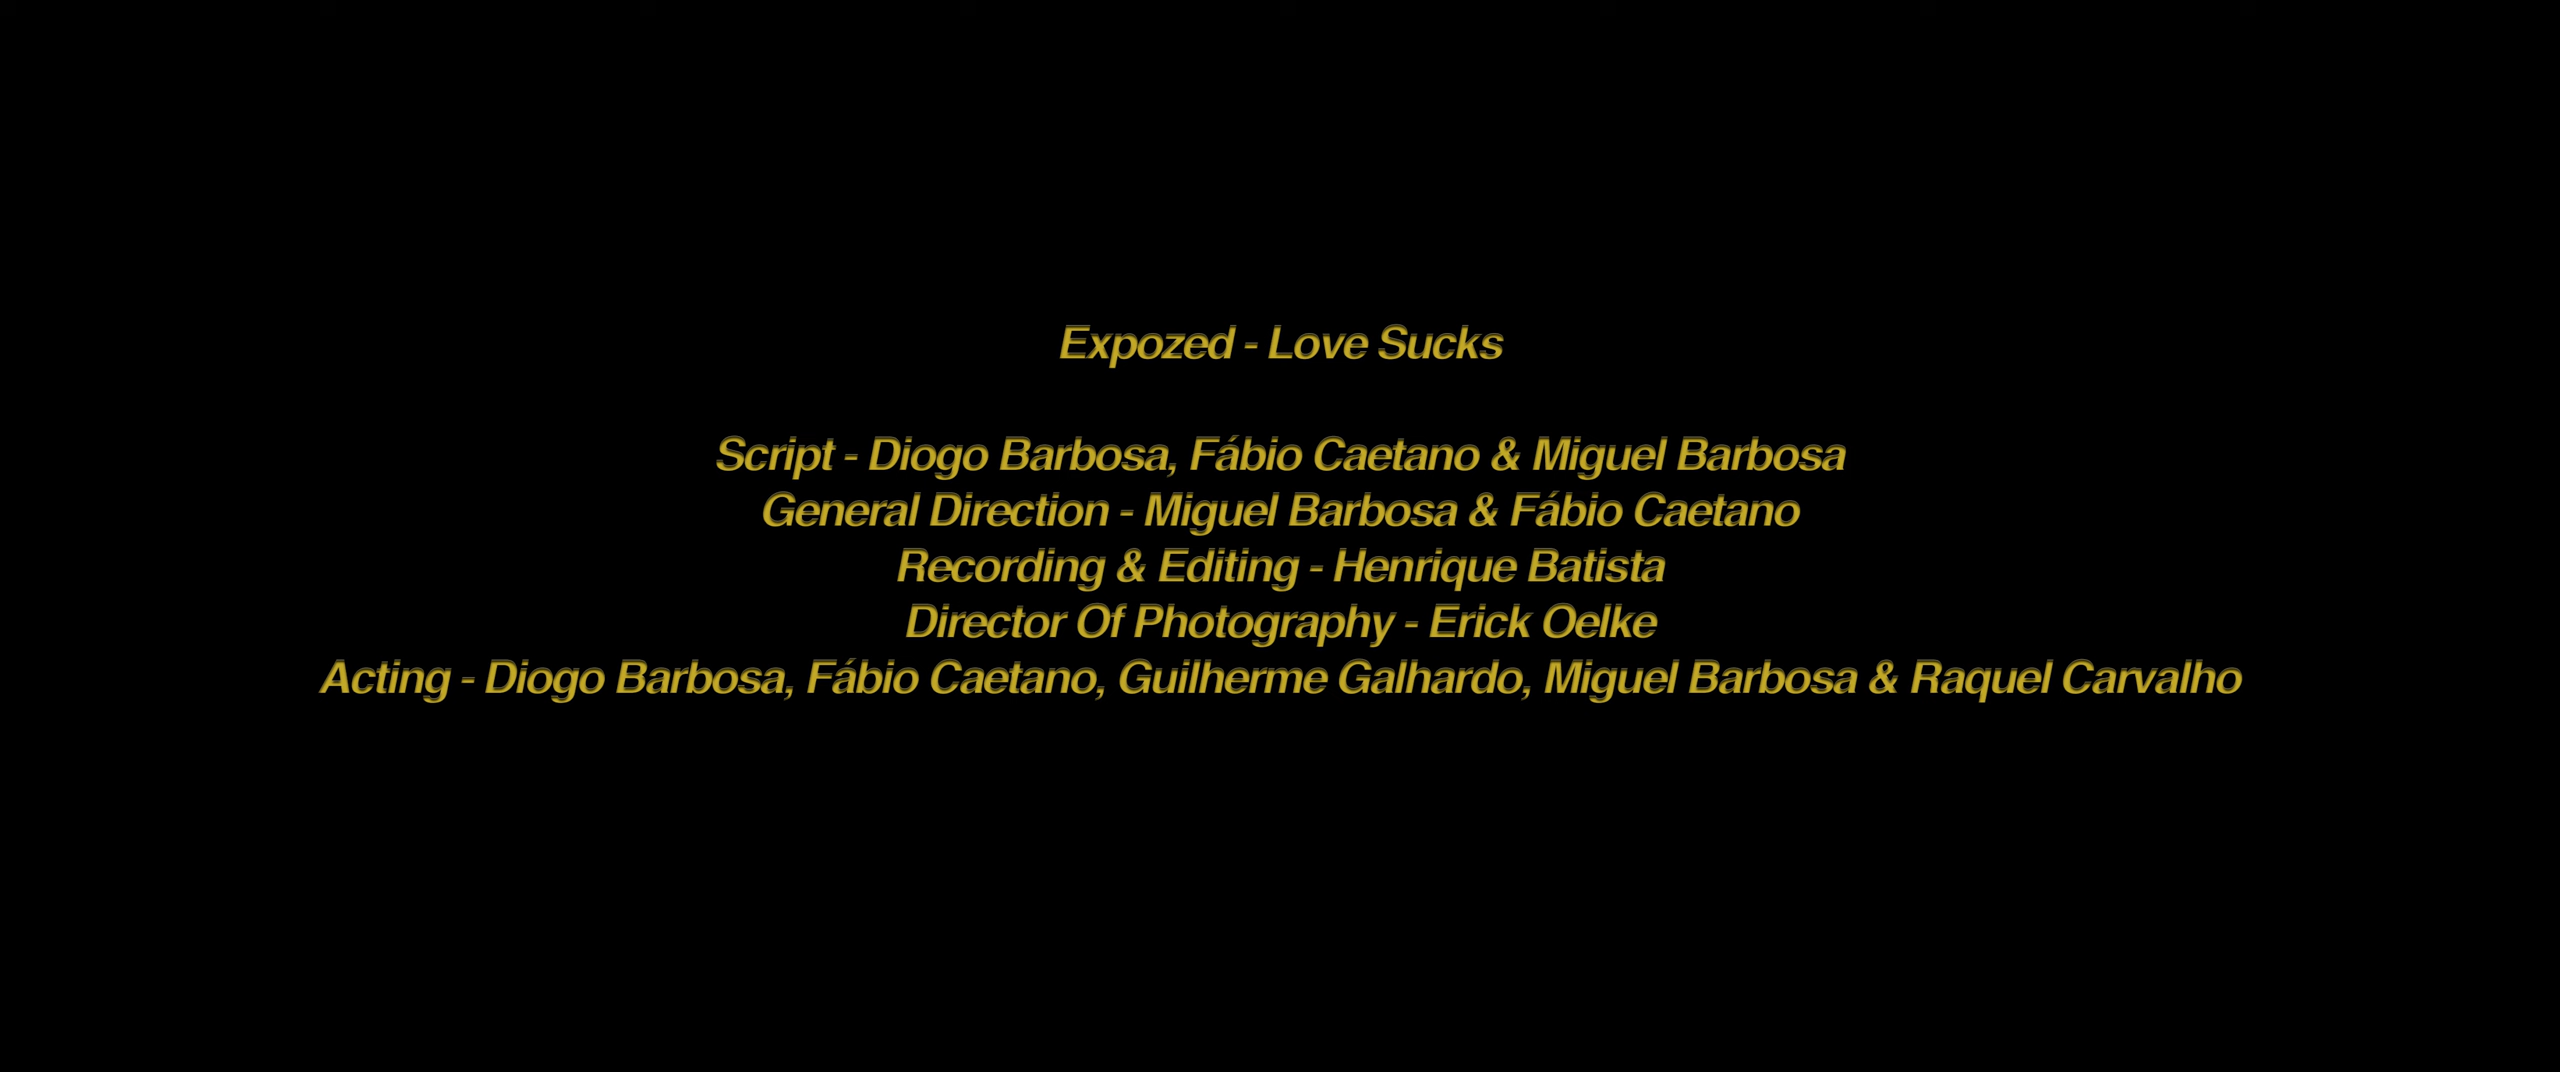 Expozed - Love Sucks
Script - Diogo Barbosa, Fábio Caetano & Miguel Barbosa
General Direction - Miguel Barbosa & Fábio Caetano
Recording & Editing - Henrique Batista
Director Of Photography - Erick Oelke
Acting - Diogo Barbosa, Fábio Caetano, Guilherme Galhardo, Miguel Barbosa & Raquel Carvalho